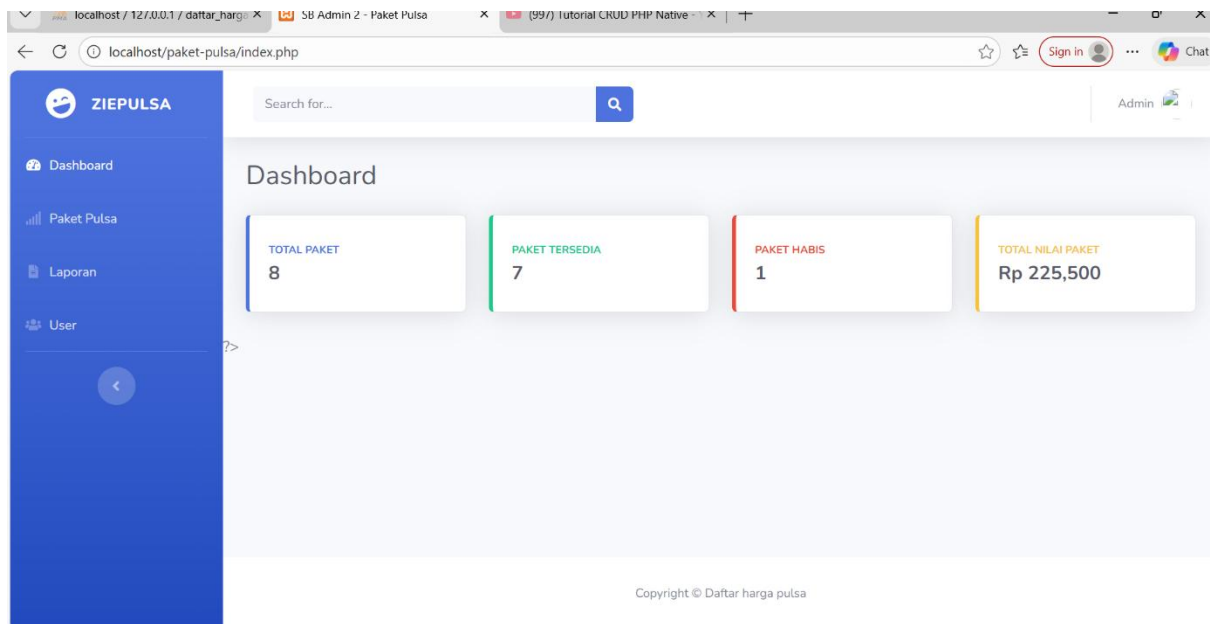 localhost / 127.0.0.1 / daftar_harga
SB Admin 2 - Paket Pulsa
(997) Tutorial CRUD PHP Native -
localhost/paket-pulsa/index.php
Sign in
Chat
ZIEPULSA
Search for...
Admin
Dashboard
Paket Pulsa
Laporan
User
Dashboard
TOTAL PAKET
8
PAKET TERSEDIA
7
PAKET HABIS
1
TOTAL NILAI PAKET
Rp 225,500
?>
Copyright © Daftar harga pulsa